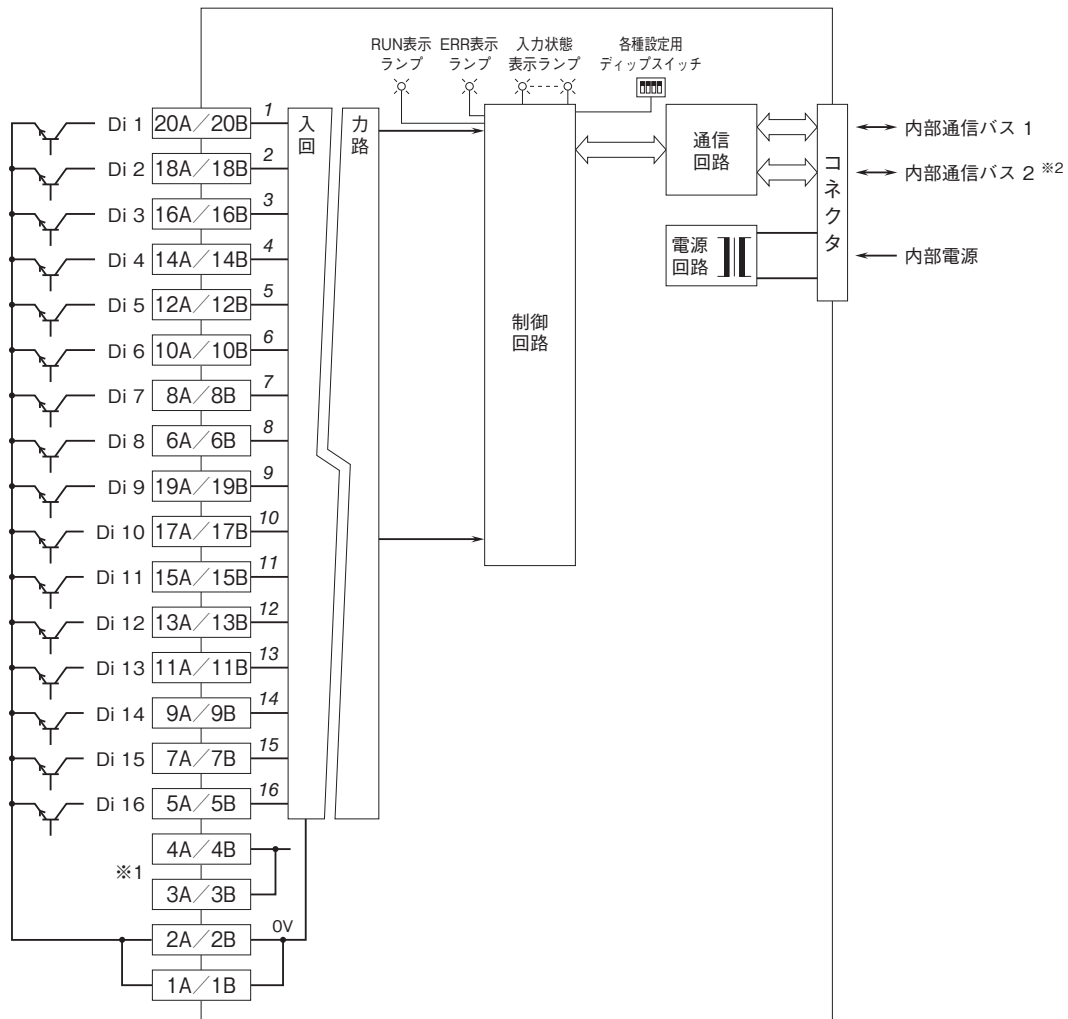 RUN表示
ランプ
ERR表示
ランプ
入力状態
表示ランプ
各種設定用
ディップスイッチ
Di 1 20A／20B 1
Di 2 18A／18B 2
Di 3 16A／16B 3
Di 4 14A／14B 4
Di 5 12A／12B 5
Di 6 10A／10B 6
Di 7 8A／8B 7
Di 8 6A／6B 8
Di 9 19A／19B 9
Di 10 17A／17B 10
Di 11 15A／15B 11
Di 12 13A／13B 12
Di 13 11A／11B 13
Di 14 9A／9B 14
Di 15 7A／7B 15
Di 16 5A／5B 16
4A／4B
※1
3A／3B
2A／2B 0V
1A／1B
入力
回路
制御
回路
通信
回路
電源
回路
コネクタ
内部通信バス 1
内部通信バス 2 ※2
内部電源